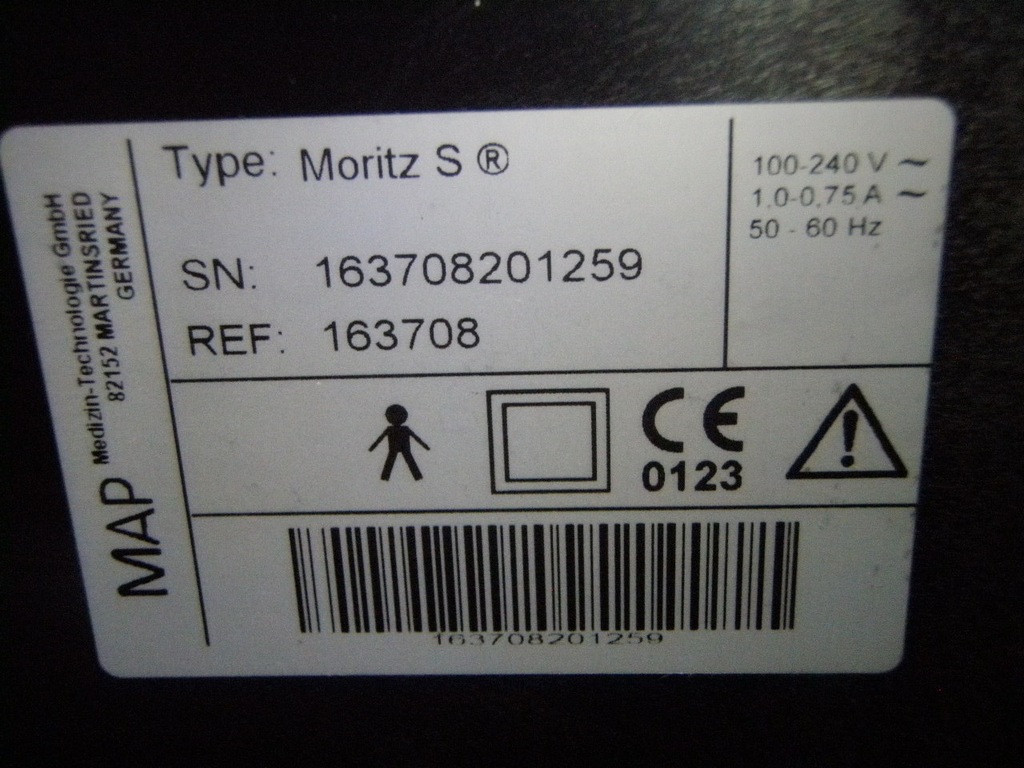 MAP Medizin-Technologie GmbH
82152 MARTINSRIED
GERMANY
Type: Moritz S ®
SN: 163708201259
REF: 163708
100-240 V ~
1,0-0,75 A ~
50 - 60 Hz
CE
0123
!
163708201259